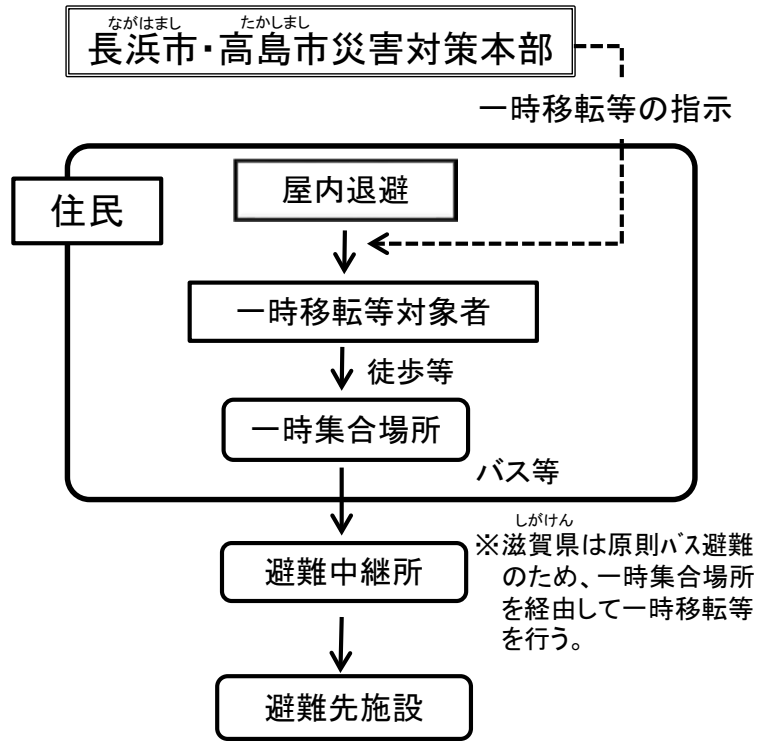 ながはまし たかしまし
長浜市・高島市災害対策本部
一時移転等の指示
屋内退避
住民
一時移転等対象者
徒歩等
一時集合場所
バス等
しがけん
※滋賀県は原則バス避難
のため、一時集合場所
を経由して一時移転等
を行う。
避難中継所
避難先施設